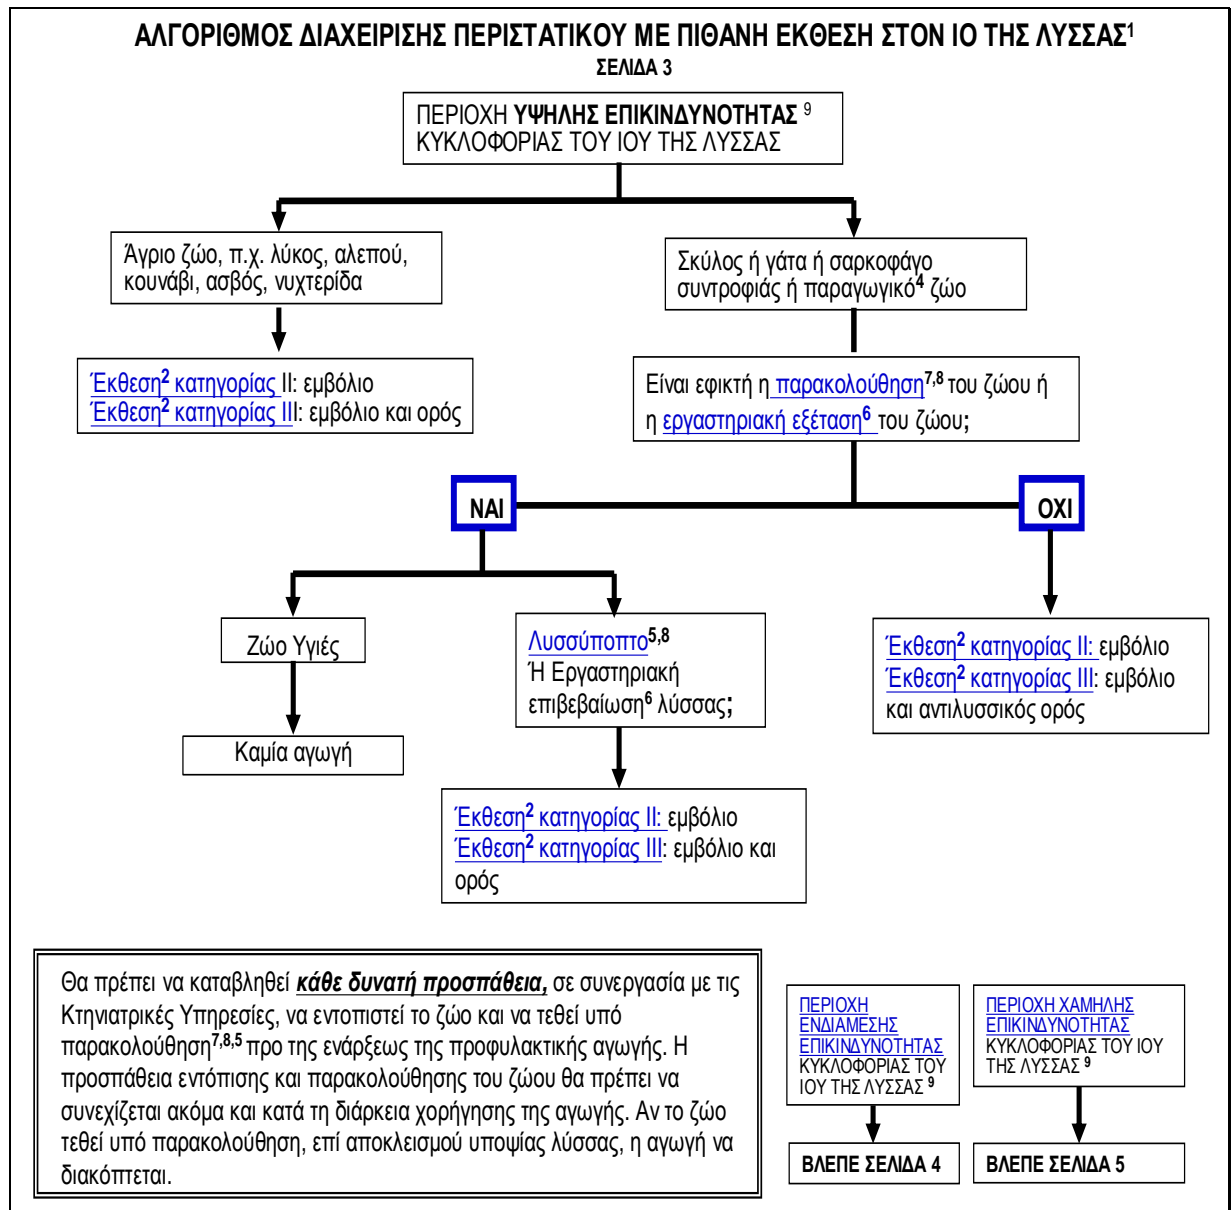 ΑΛΓΟΡΙΘΜΟΣ ΔΙΑΧΕΙΡΙΣΗΣ ΠΕΡΙΣΤΑΤΙΚΟΥ ΜΕ ΠΙΘΑΝΗ ΕΚΘΕΣΗ ΣΤΟΝ ΙΟ ΤΗΣ ΛΥΣΣΑΣ¹
ΣΕΛΙΔΑ 3
ΠΕΡΙΟΧΗ ΥΨΗΛΗΣ ΕΠΙΚΙΝΔΥΝΟΤΗΤΑΣ ⁹
ΚΥΚΛΟΦΟΡΙΑΣ ΤΟΥ ΙΟΥ ΤΗΣ ΛΥΣΣΑΣ
Άγριο ζώο, π.χ. λύκος, αλεπού,
κουνάβι, ασβός, νυχτερίδα
Έκθεση² κατηγορίας ΙΙ: εμβόλιο
Έκθεση² κατηγορίας ΙΙΙ: εμβόλιο και ορός
Σκύλος ή γάτα ή σαρκοφάγο
συντροφιάς ή παραγωγικό⁴ ζώο
Είναι εφικτή η παρακολούθηση⁷,⁸ του ζώου ή
η εργαστηριακή εξέταση⁶ του ζώου;
ΝΑΙ
ΟΧΙ
Ζώο Υγιές
Καμία αγωγή
Λυσσύποπτο⁵,⁸
Ή Εργαστηριακή
επιβεβαίωση⁶ λύσσας;
Έκθεση² κατηγορίας ΙΙ: εμβόλιο
Έκθεση² κατηγορίας ΙΙΙ: εμβόλιο και
ορός
Έκθεση² κατηγορίας ΙΙ: εμβόλιο
Έκθεση² κατηγορίας ΙΙΙ: εμβόλιο
και αντιλυσσικός ορός
Θα πρέπει να καταβληθεί κάθε δυνατή προσπάθεια, σε συνεργασία με τις
Κτηνιατρικές Υπηρεσίες, να εντοπιστεί το ζώο και να τεθεί υπό
παρακολούθηση⁷,⁸,⁵ προ της ενάρξεως της προφυλακτικής αγωγής. Η
προσπάθεια εντόπισης και παρακολούθησης του ζώου θα πρέπει να
συνεχίζεται ακόμα και κατά τη διάρκεια χορήγησης της αγωγής. Αν το ζώο
τεθεί υπό παρακολούθηση, επί αποκλεισμού υποψίας λύσσας, η αγωγή να
διακόπτεται.
ΠΕΡΙΟΧΗ
ΕΝΔΙΑΜΕΣΗΣ
ΕΠΙΚΙΝΔΥΝΟΤΗΤΑΣ
ΚΥΚΛΟΦΟΡΙΑΣ ΤΟΥ
ΙΟΥ ΤΗΣ ΛΥΣΣΑΣ ⁹
ΒΛΕΠΕ ΣΕΛΙΔΑ 4
ΠΕΡΙΟΧΗ ΧΑΜΗΛΗΣ
ΕΠΙΚΙΝΔΥΝΟΤΗΤΑΣ
ΚΥΚΛΟΦΟΡΙΑΣ ΤΟΥ ΙΟΥ
ΤΗΣ ΛΥΣΣΑΣ ⁹
ΒΛΕΠΕ ΣΕΛΙΔΑ 5